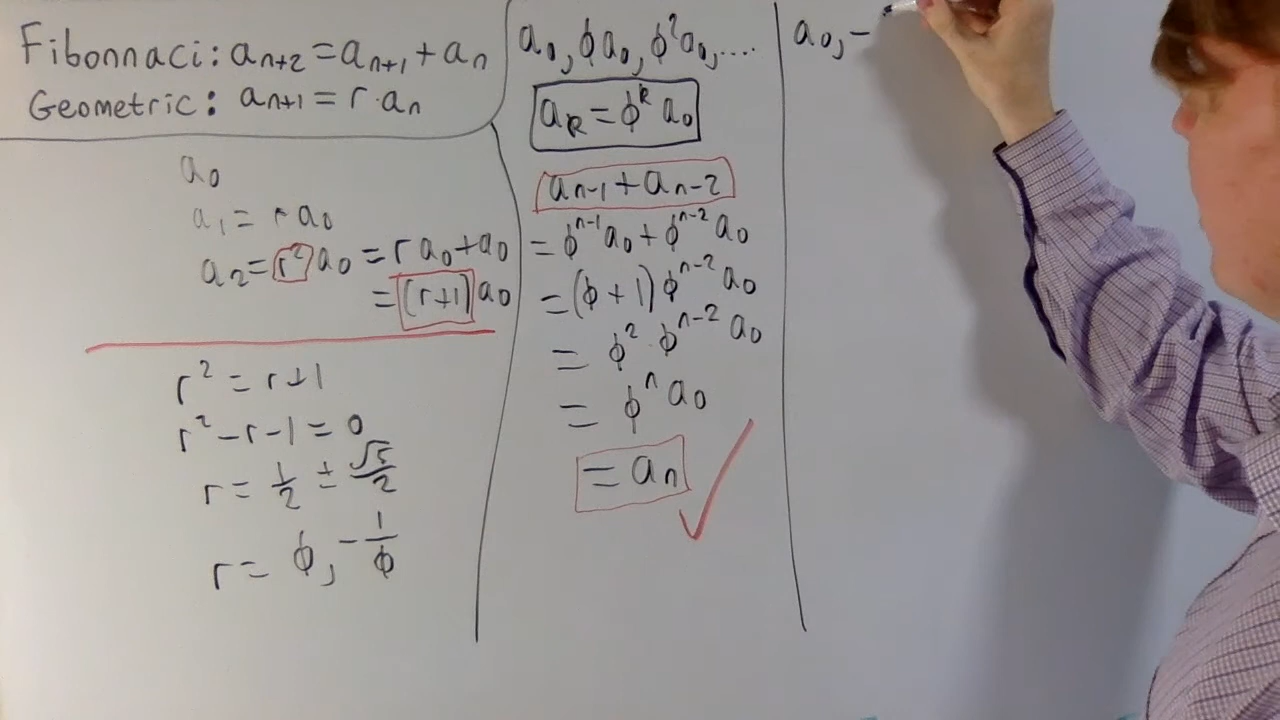 Fibonnaci: aₙ₊₂ = aₙ₊₁ + aₙ
Geometric: aₙ₊₁ = r · aₙ
a₀
a₁ = r a₀
a₂ = r² a₀ = r a₀ + a₀
= (r+1) a₀
r² = r+1
r² - r - 1 = 0
r = 1/2 ± √5/2
r = ϕ, -1/ϕ
a₀, ϕa₀, ϕ²a₀, ....
a_R = ϕ^R a₀
aₙ₋₁ + aₙ₋₂
= ϕⁿ⁻¹ a₀ + ϕⁿ⁻² a₀
= (ϕ + 1) ϕⁿ⁻² a₀
= ϕ² · ϕⁿ⁻² a₀
= ϕⁿ a₀
= aₙ ✓
a₀, -